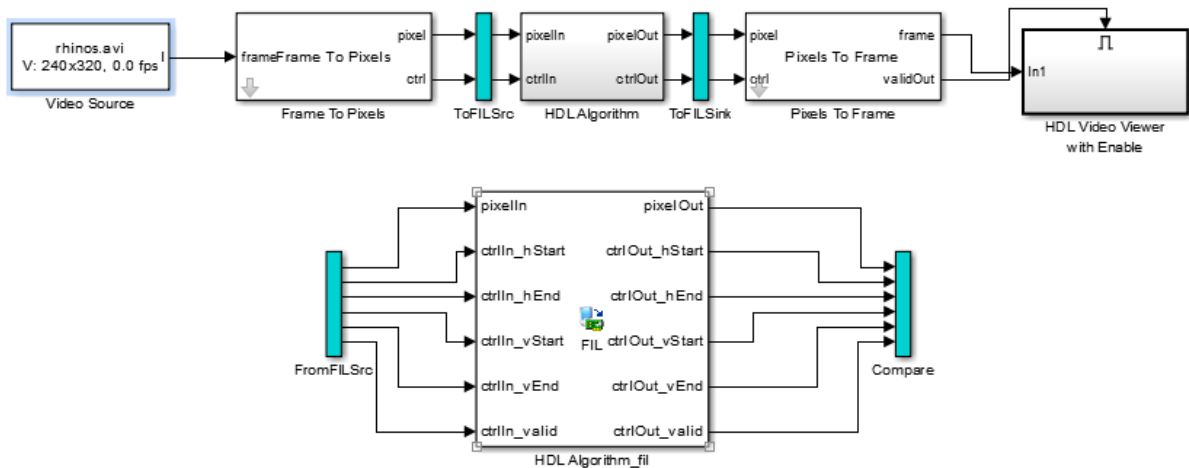 rhinos.avi
V: 240x320, 0.0 fps
I
Video Source
frame
Frame To Pixels
pixel
ctrl
Frame To Pixels
ToFILSrc
pixelIn
ctrlIn
pixelOut
ctrlOut
HDL Algorithm
ToFILSink
pixel
ctrl
Pixels To Frame
frame
validOut
Pixels To Frame
In1
HDL Video Viewer
with Enable
FromFILSrc
pixelIn
ctrlIn_hStart
ctrlIn_hEnd
ctrlIn_vStart
ctrlIn_vEnd
ctrlIn_valid
FIL
pixelOut
ctrlOut_hStart
ctrlOut_hEnd
ctrlOut_vStart
ctrlOut_vEnd
ctrlOut_valid
HDL Algorithm_fil
Compare